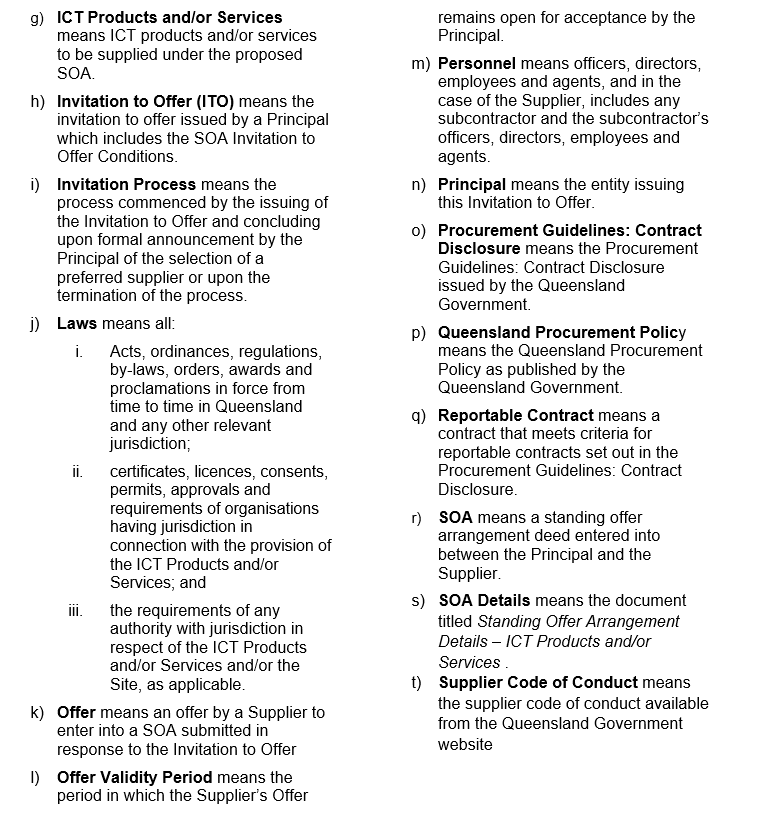 g) ICT Products and/or Services
means ICT products and/or services
to be supplied under the proposed
SOA.
h) Invitation to Offer (ITO) means the
invitation to offer issued by a Principal
which includes the SOA Invitation to
Offer Conditions.
i) Invitation Process means the
process commenced by the issuing of
the Invitation to Offer and concluding
upon formal announcement by the
Principal of the selection of a
preferred supplier or upon the
termination of the process.
j) Laws means all:
i. Acts, ordinances, regulations,
by-laws, orders, awards and
proclamations in force from
time to time in Queensland
and any other relevant
jurisdiction;
ii. certificates, licences, consents,
permits, approvals and
requirements of organisations
having jurisdiction in
connection with the provision of
the ICT Products and/or
Services; and
iii. the requirements of any
authority with jurisdiction in
respect of the ICT Products
and/or Services and/or the
Site, as applicable.
k) Offer means an offer by a Supplier to
enter into a SOA submitted in
response to the Invitation to Offer
l) Offer Validity Period means the
period in which the Supplier's Offer
remains open for acceptance by the
Principal.
m) Personnel means officers, directors,
employees and agents, and in the
case of the Supplier, includes any
subcontractor and the subcontractor's
officers, directors, employees and
agents.
n) Principal means the entity issuing
this Invitation to Offer.
o) Procurement Guidelines: Contract
Disclosure means the Procurement
Guidelines: Contract Disclosure
issued by the Queensland
Government.
p) Queensland Procurement Policy
means the Queensland Procurement
Policy as published by the
Queensland Government.
q) Reportable Contract means a
contract that meets criteria for
reportable contracts set out in the
Procurement Guidelines: Contract
Disclosure.
r) SOA means a standing offer
arrangement deed entered into
between the Principal and the
Supplier.
s) SOA Details means the document
titled Standing Offer Arrangement
Details – ICT Products and/or
Services .
t) Supplier Code of Conduct means
the supplier code of conduct available
from the Queensland Government
website